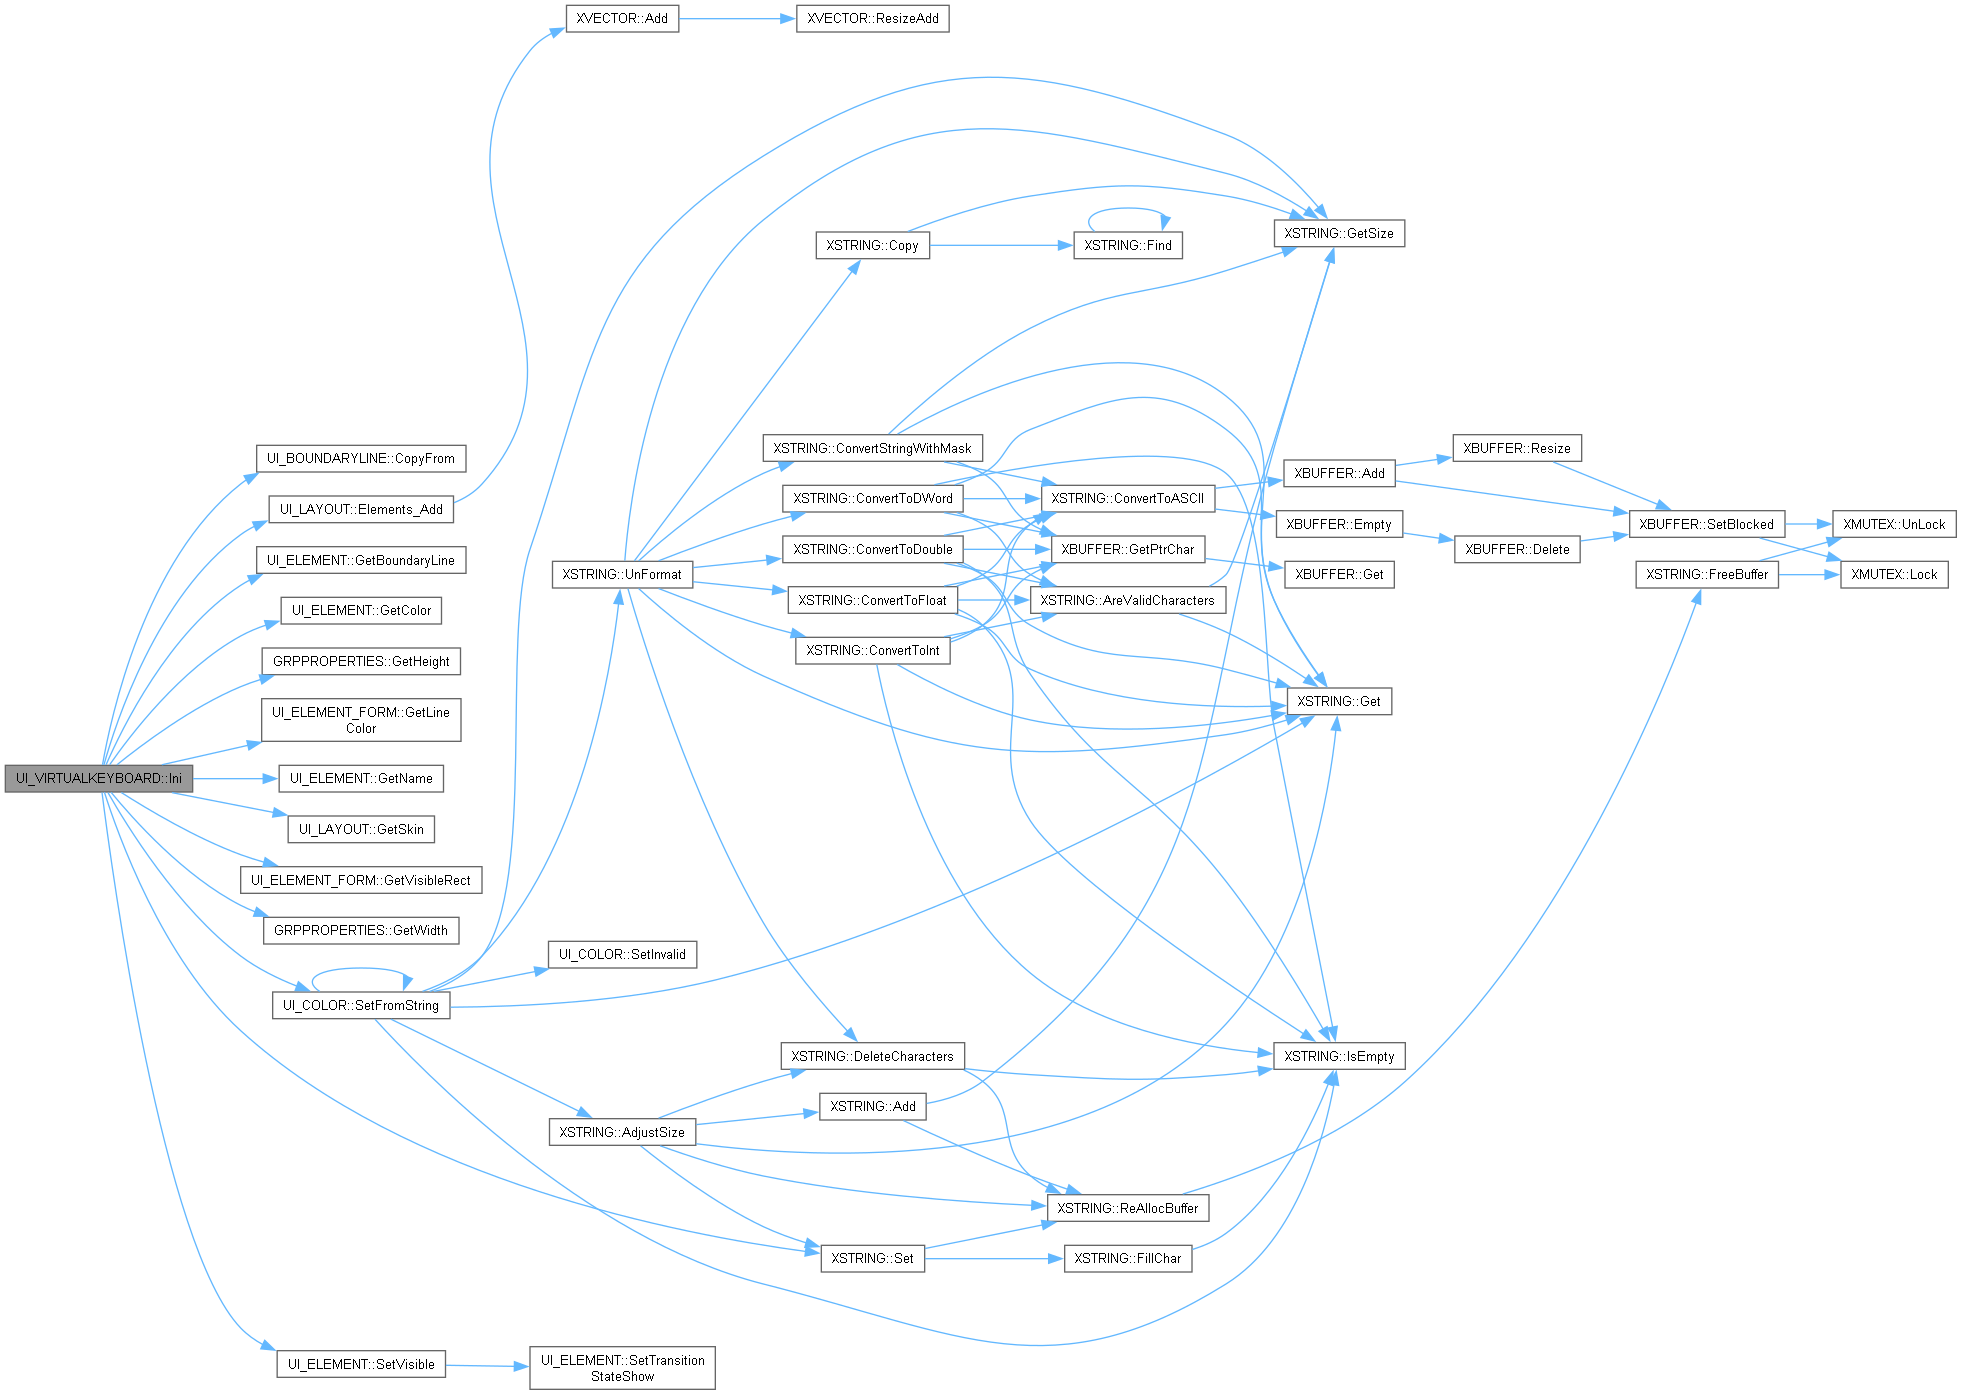 XVECTOR::Add
XVECTOR::ResizeAdd
XSTRING::GetSize
XSTRING::Copy
XSTRING::Find
XSTRING::ConvertStringWithMask
XBUFFER::Resize
UI_BOUNDARYLINE::CopyFrom
XBUFFER::Add
XSTRING::ConvertToDWord
XSTRING::ConvertToASCII
UI_LAYOUT::Elements_Add
XBUFFER::Empty
XBUFFER::SetBlocked
XMUTEX::UnLock
XSTRING::ConvertToDouble
XBUFFER::GetPtrChar
XBUFFER::Delete
UI_ELEMENT::GetBoundaryLine
XSTRING::UnFormat
XBUFFER::Get
XSTRING::FreeBuffer
XMUTEX::Lock
XSTRING::ConvertToFloat
XSTRING::AreValidCharacters
UI_ELEMENT::GetColor
XSTRING::ConvertToInt
GRPPROPERTIES::GetHeight
XSTRING::Get
UI_ELEMENT_FORM::GetLine
Color
UI_VIRTUALKEYBOARD::Ini
UI_ELEMENT::GetName
UI_LAYOUT::GetSkin
UI_ELEMENT_FORM::GetVisibleRect
GRPPROPERTIES::GetWidth
UI_COLOR::SetInvalid
UI_COLOR::SetFromString
XSTRING::DeleteCharacters
XSTRING::IsEmpty
XSTRING::Add
XSTRING::AdjustSize
XSTRING::ReAllocBuffer
XSTRING::Set
XSTRING::FillChar
UI_ELEMENT::SetVisible
UI_ELEMENT::SetTransition
StateShow